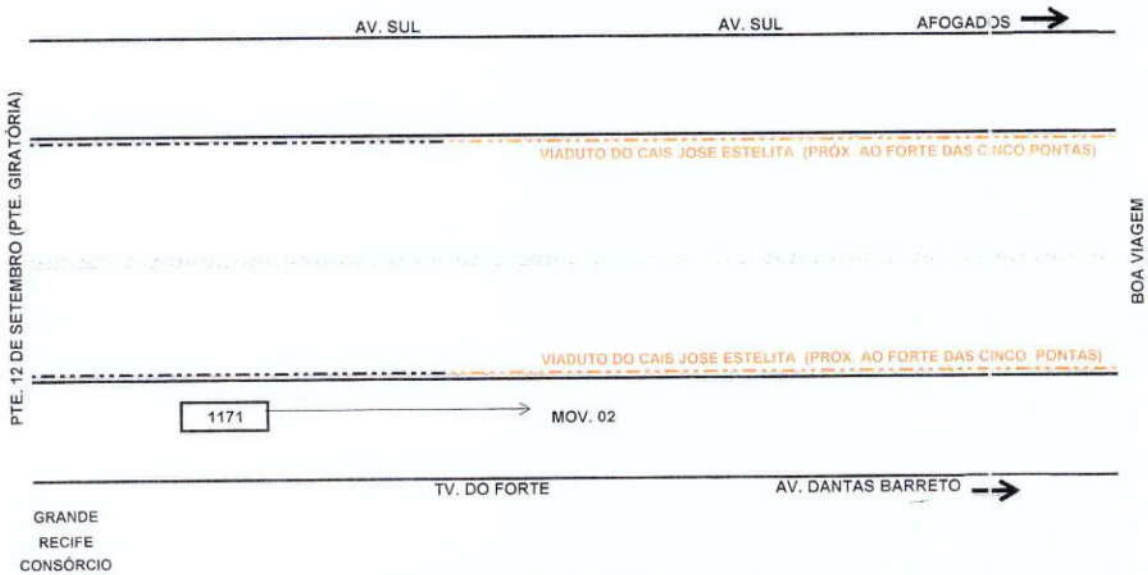 AV. SUL AV. SUL AFOGADOS
PTE. 12 DE SETEMBRO (PTE. GIRATÓRIA)
VIADUTO DO CAIS JOSE ESTELITA (PRÓX. AO FORTE DAS CINCO PONTAS)
BOA VIAGEM
VIADUTO DO CAIS JOSE ESTELITA (PRÓX. AO FORTE DAS CINCO PONTAS)
1171 MOV. 02
TV. DO FORTE AV. DANTAS BARRETO
GRANDE
RECIFE
CONSÓRCIO